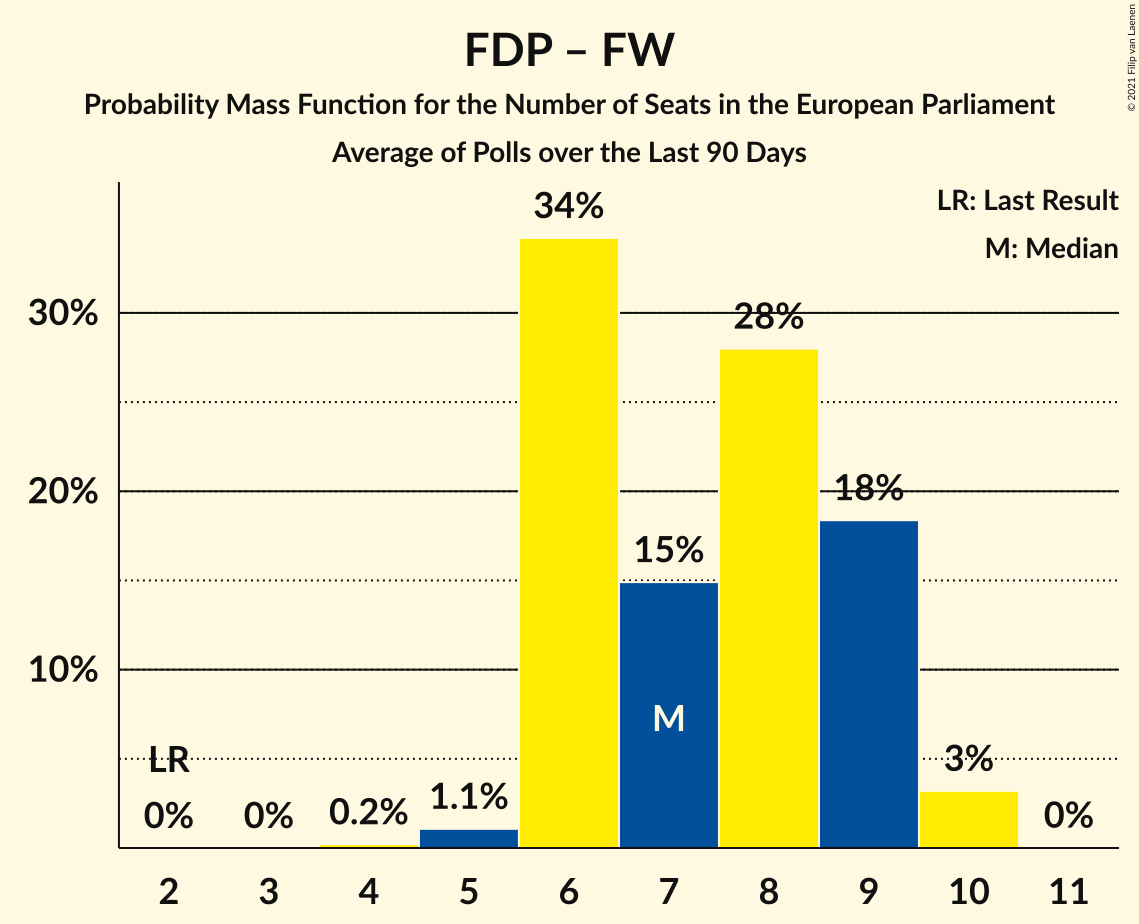 FDP – FW
Probability Mass Function for the Number of Seats in the European Parliament
Average of Polls over the Last 90 Days
© 2021 Filip van Laenen
LR: Last Result
M: Median
34%
30%
28%
20%
18%
15%
10%
M
LR
3%
1.1%
0.2%
0%
0%
0%
2 3 4 5 6 7 8 9 10 11